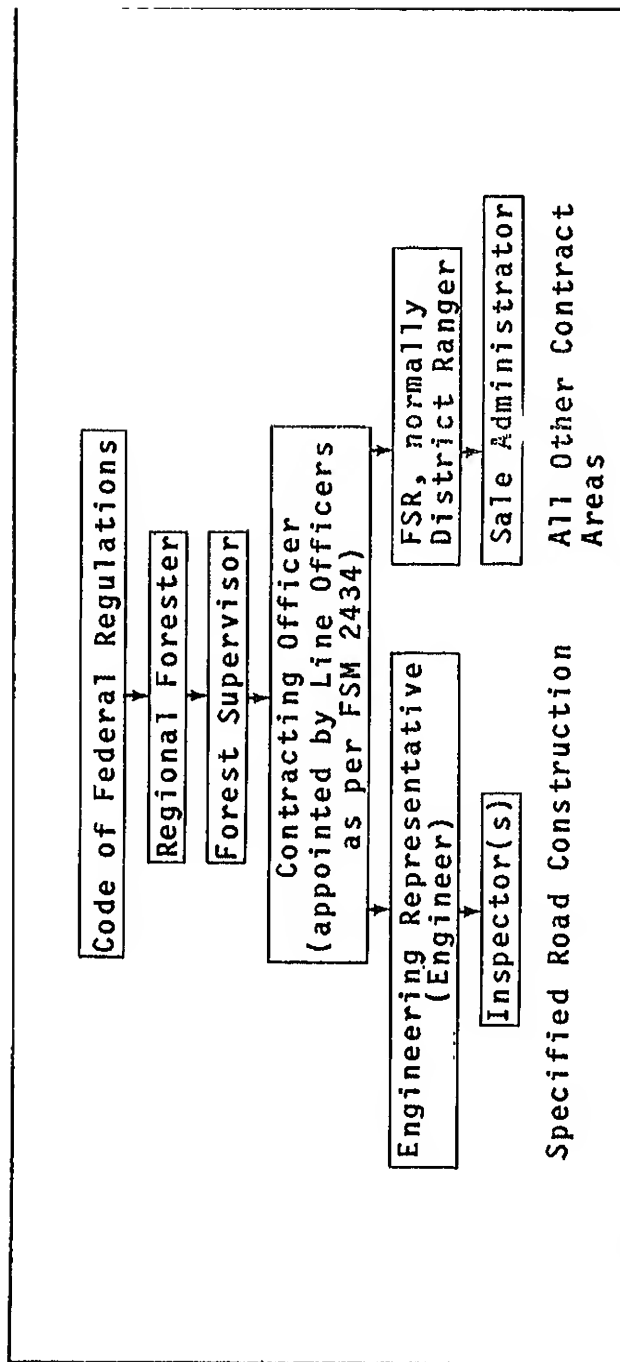 Code of Federal Regulations
Regional Forester
Forest Supervisor
Contracting Officer
(appointed by Line Officers
as per FSM 2434)
Engineering Representative
(Engineer)
Inspector(s)
Specified Road Construction
FSR, normally
District Ranger
Sale Administrator
All Other Contract
Areas